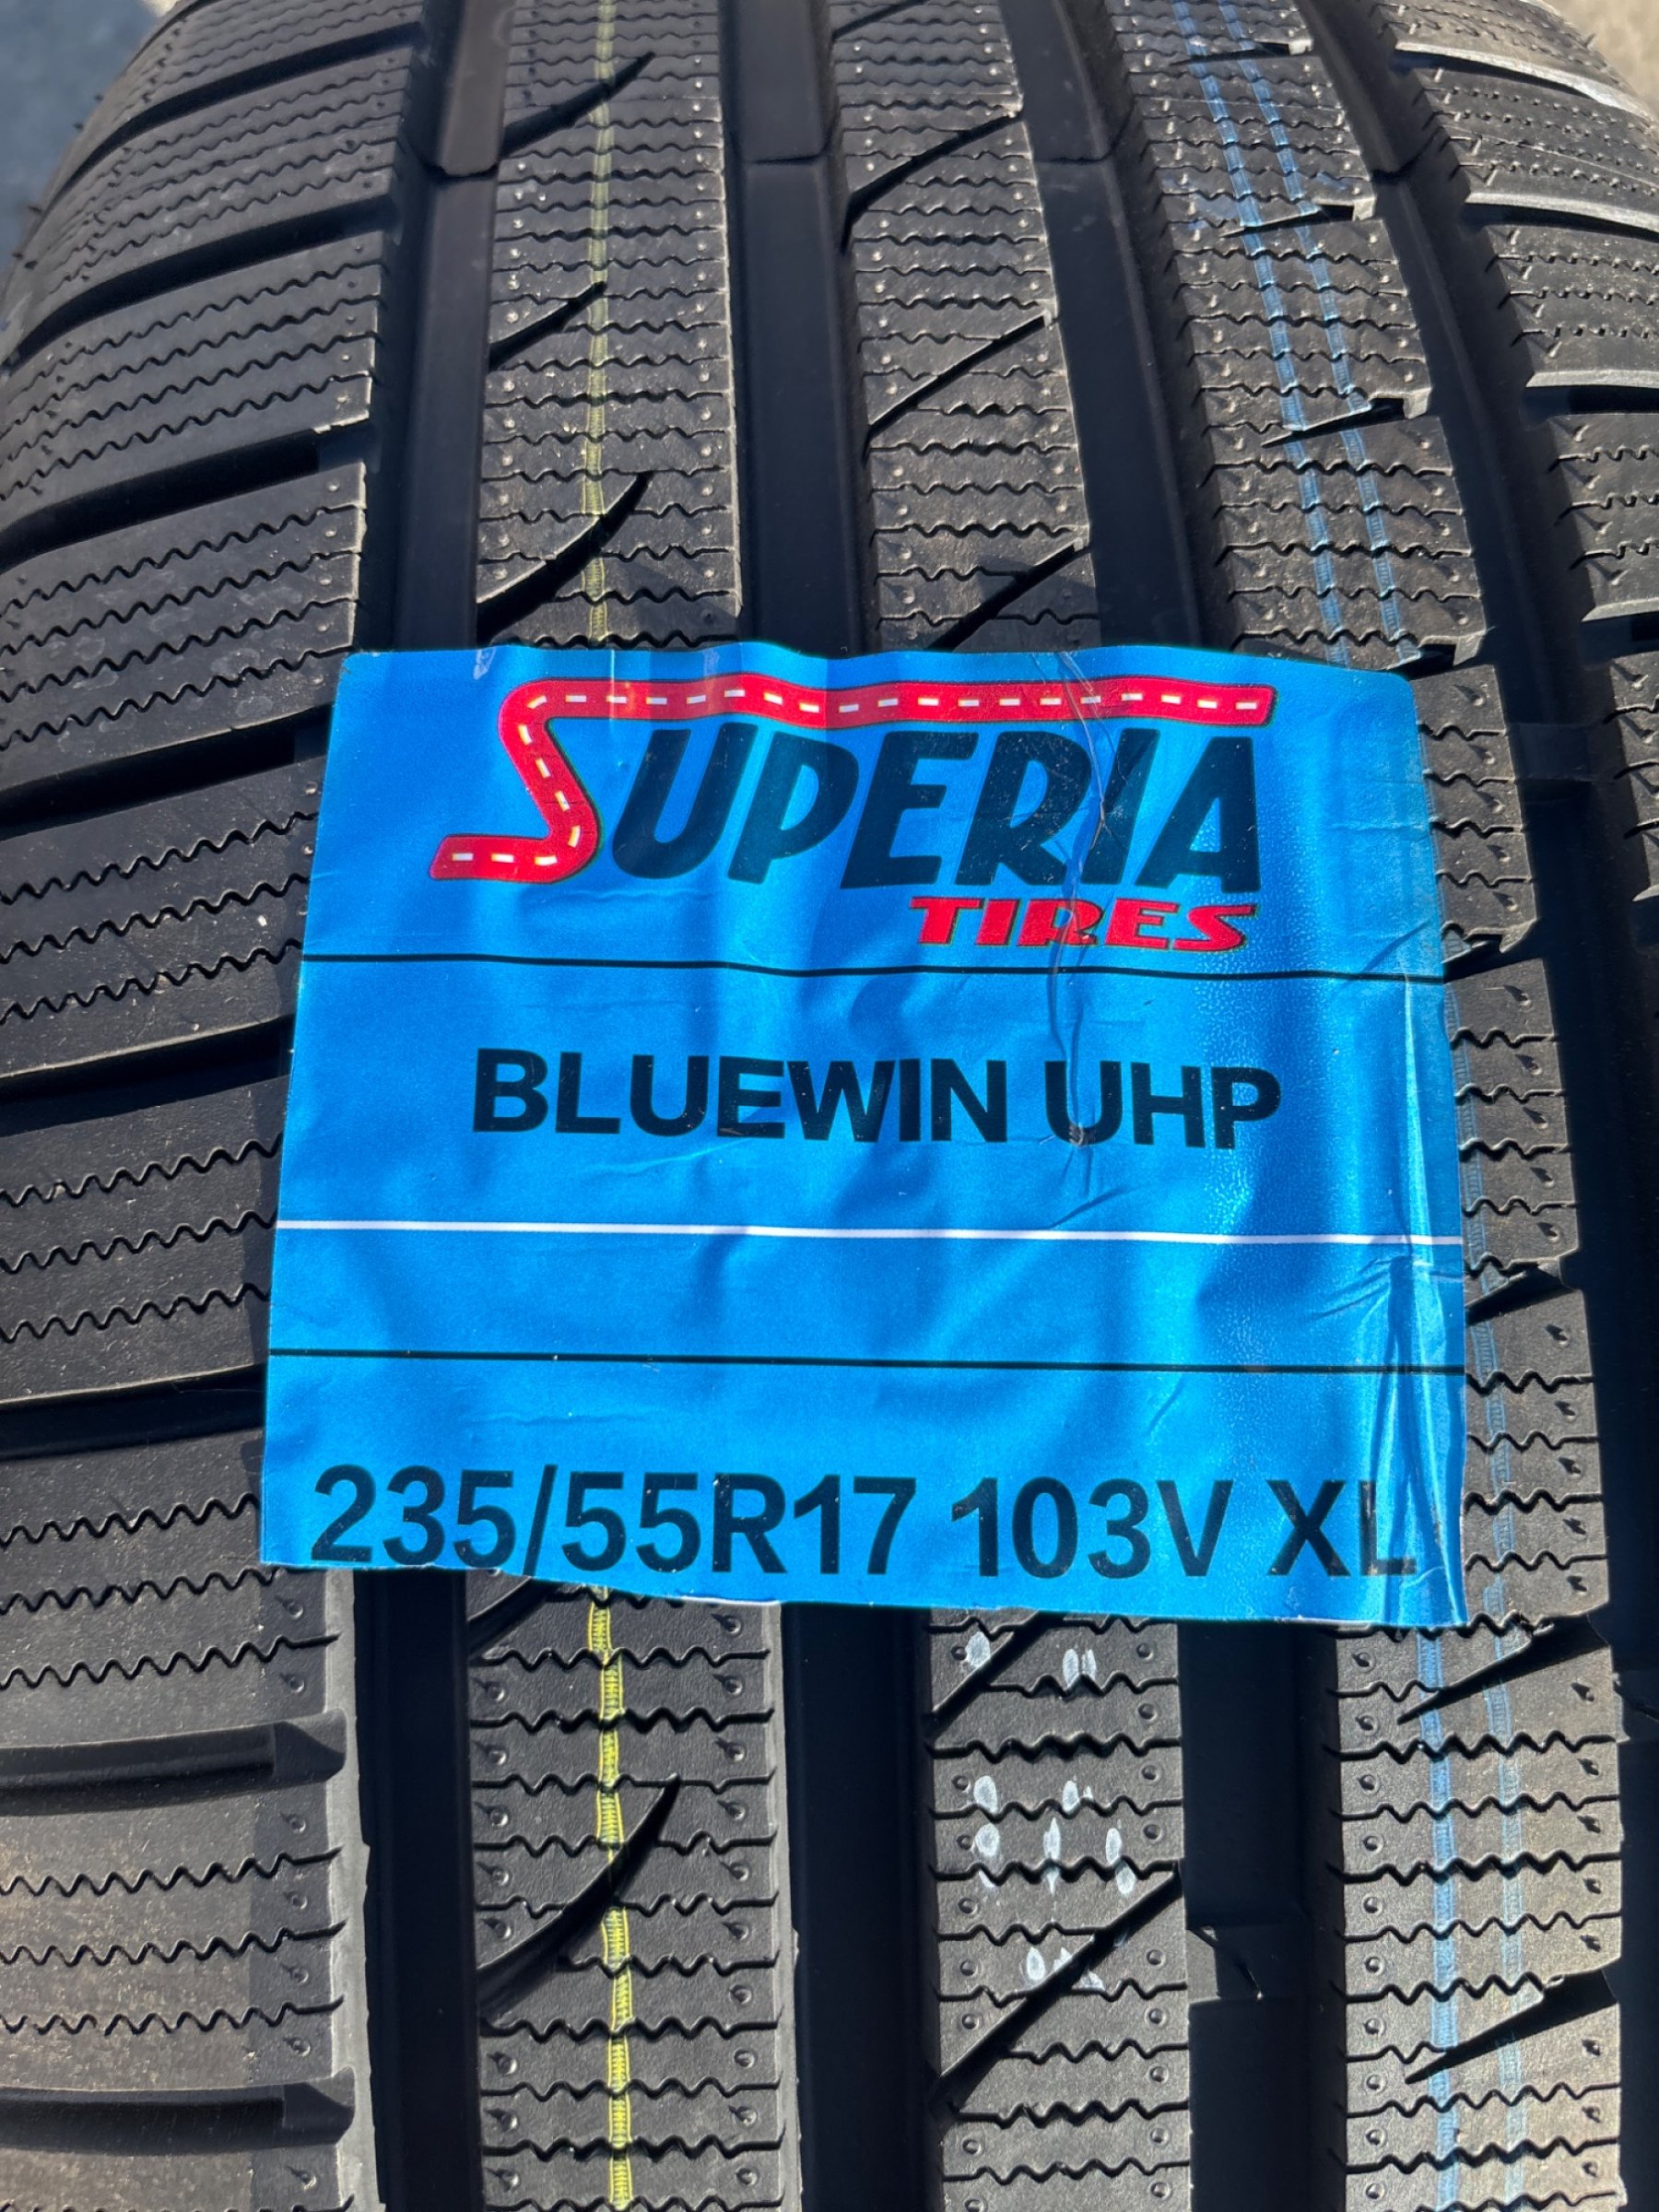 SUPERIA
TIRES
BLUEWIN UHP
235/55R17 103V XL